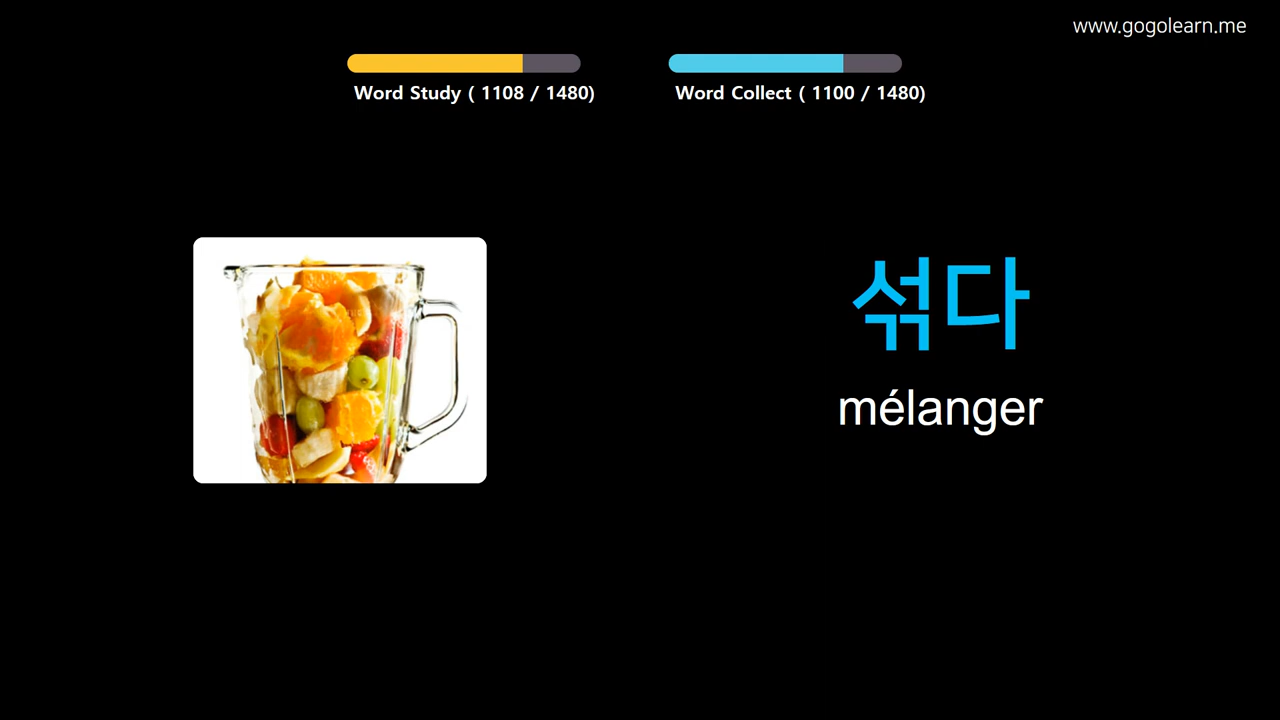 www.gogolearn.me
Word Study ( 1108 / 1480)
Word Collect ( 1100 / 1480)
섞다
mélanger